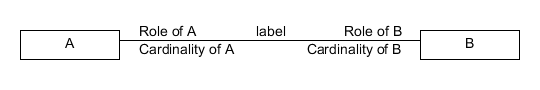 Role of A label Role of B
A B
Cardinality of A Cardinality of B